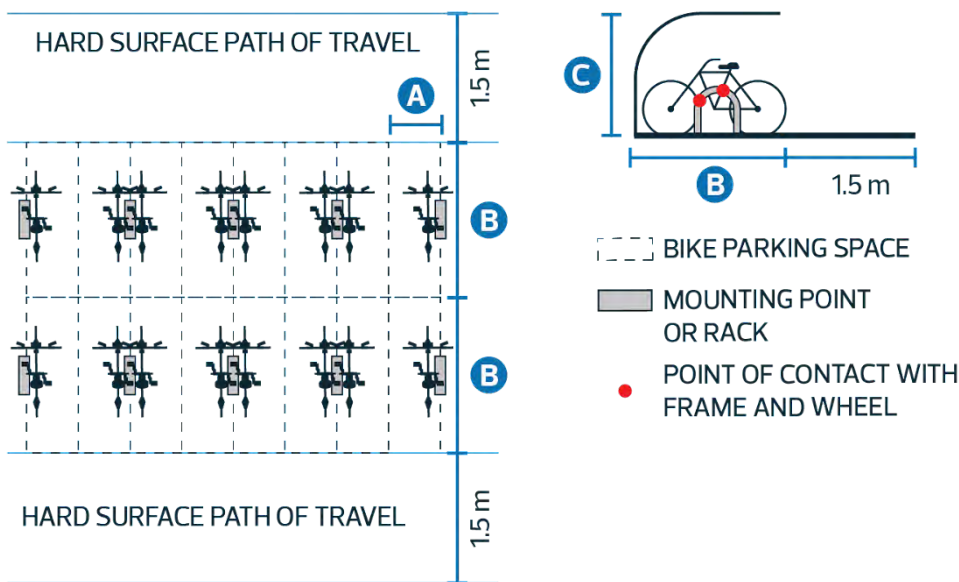 HARD SURFACE PATH OF TRAVEL
1.5 m
A
B
B
HARD SURFACE PATH OF TRAVEL
1.5 m
C
B
1.5 m
BIKE PARKING SPACE
MOUNTING POINT
OR RACK
POINT OF CONTACT WITH
FRAME AND WHEEL